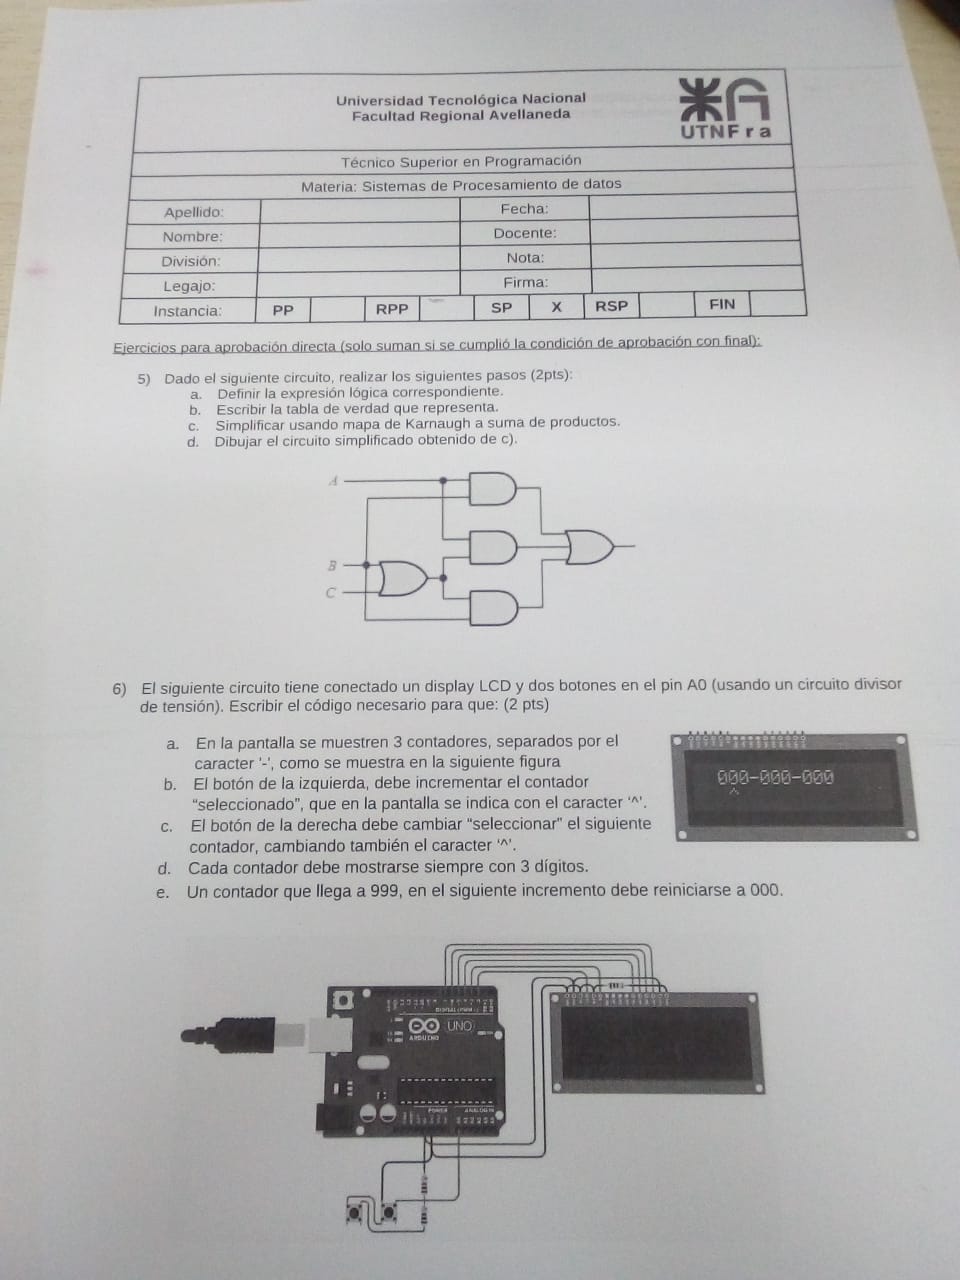 Universidad Tecnológica Nacional
Facultad Regional Avellaneda
UTNFra
Técnico Superior en Programación
Materia: Sistemas de Procesamiento de datos
Apellido: Fecha:
Nombre: Docente:
División: Nota:
Legajo: Firma:
Instancia: PP RPP SP X RSP FIN
Ejercicios para aprobación directa (solo suman si se cumplió la condición de aprobación con final):
5) Dado el siguiente circuito, realizar los siguientes pasos (2pts):
a. Definir la expresión lógica correspondiente.
b. Escribir la tabla de verdad que representa.
c. Simplificar usando mapa de Karnaugh a suma de productos.
d. Dibujar el circuito simplificado obtenido de c).
A
B
C
6) El siguiente circuito tiene conectado un display LCD y dos botones en el pin A0 (usando un circuito divisor
de tensión). Escribir el código necesario para que: (2 pts)
a. En la pantalla se muestren 3 contadores, separados por el
caracter '-', como se muestra en la siguiente figura
b. El botón de la izquierda, debe incrementar el contador
“seleccionado”, que en la pantalla se indica con el caracter ‘^’.
c. El botón de la derecha debe cambiar “seleccionar” el siguiente
contador, cambiando también el caracter ‘^’.
d. Cada contador debe mostrarse siempre con 3 dígitos.
e. Un contador que llega a 999, en el siguiente incremento debe reiniciarse a 000.
000-000-000
^
UNO
ARDUINO
POWER ANALOG IN